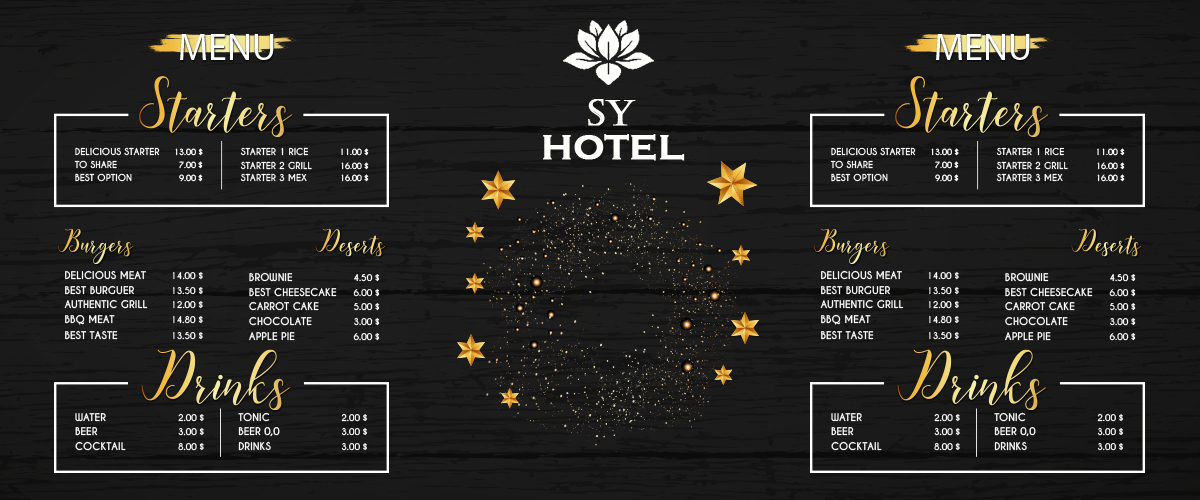 MENU
Starters
DELICIOUS STARTER 13.00 $
TO SHARE 7.00 $
BEST OPTION 9.00 $
STARTER 1 RICE 11.00 $
STARTER 2 GRILL 16.00 $
STARTER 3 MEX 16.00 $
Burgers
DELICIOUS MEAT 14.00 $
BEST BURGUER 13.50 $
AUTHENTIC GRILL 12.00 $
BBQ MEAT 14.80 $
BEST TASTE 13.50 $
Deserts
BROWNIE 4.50 $
BEST CHEESECAKE 6.00 $
CARROT CAKE 5.00 $
CHOCOLATE 3.00 $
APPLE PIE 6.00 $
Drinks
WATER 2.00 $
BEER 3.00 $
COCKTAIL 8.00 $
TONIC 2.00 $
BEER 0,0 3.00 $
DRINKS 3.00 $
SY
HOTEL
MENU
Starters
DELICIOUS STARTER 13.00 $
TO SHARE 7.00 $
BEST OPTION 9.00 $
STARTER 1 RICE 11.00 $
STARTER 2 GRILL 16.00 $
STARTER 3 MEX 16.00 $
Burgers
DELICIOUS MEAT 14.00 $
BEST BURGUER 13.50 $
AUTHENTIC GRILL 12.00 $
BBQ MEAT 14.80 $
BEST TASTE 13.50 $
Deserts
BROWNIE 4.50 $
BEST CHEESECAKE 6.00 $
CARROT CAKE 5.00 $
CHOCOLATE 3.00 $
APPLE PIE 6.00 $
Drinks
WATER 2.00 $
BEER 3.00 $
COCKTAIL 8.00 $
TONIC 2.00 $
BEER 0,0 3.00 $
DRINKS 3.00 $